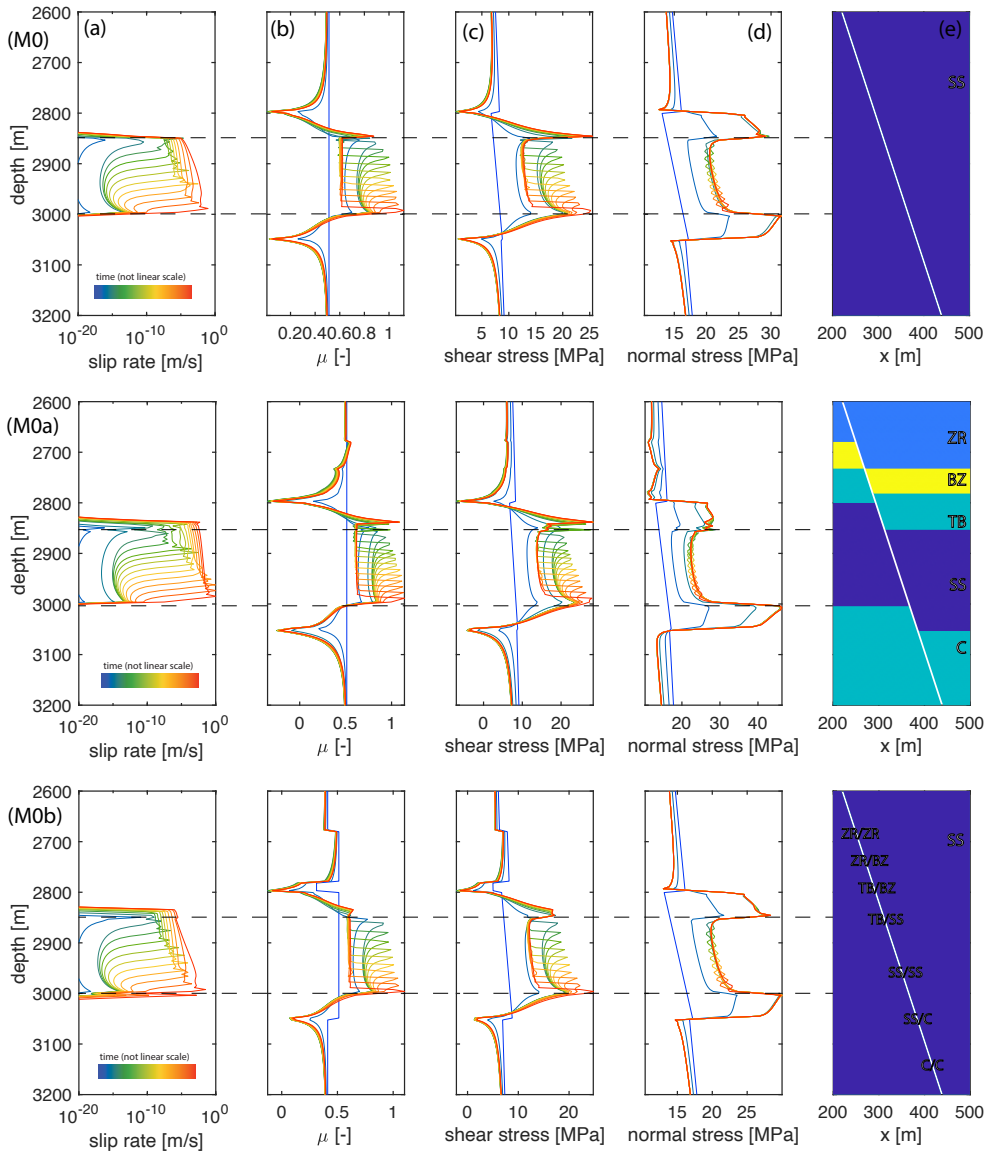 (a) (b) (c) (d) (e)
(M0)
2600
2700
2800
2900
3000
3100
3200
depth [m]
time (not linear scale)
SS
10^-20 10^-10 10^0
0.20.40.60.8 1
5 10 15 20 25
15 20 25 30
200 300 400 500
slip rate [m/s]
μ [-]
shear stress [MPa]
normal stress [MPa]
x [m]
(M0a)
2600
2700
2800
2900
3000
3100
3200
depth [m]
time (not linear scale)
ZR
BZ
TB
SS
C
10^-20 10^-10 10^0
0 0.5 1
0 10 20
20 30 40
200 300 400 500
slip rate [m/s]
μ [-]
shear stress [MPa]
normal stress [MPa]
x [m]
(M0b)
2600
2700
2800
2900
3000
3100
3200
depth [m]
time (not linear scale)
SS
ZR/ZR
ZR/BZ
TB/BZ
TB/SS
SS/SS
SS/C
C/C
10^-20 10^-10 10^0
0 0.5 1
0 10 20
15 20 25 30
200 300 400 500
slip rate [m/s]
μ [-]
shear stress [MPa]
normal stress [MPa]
x [m]